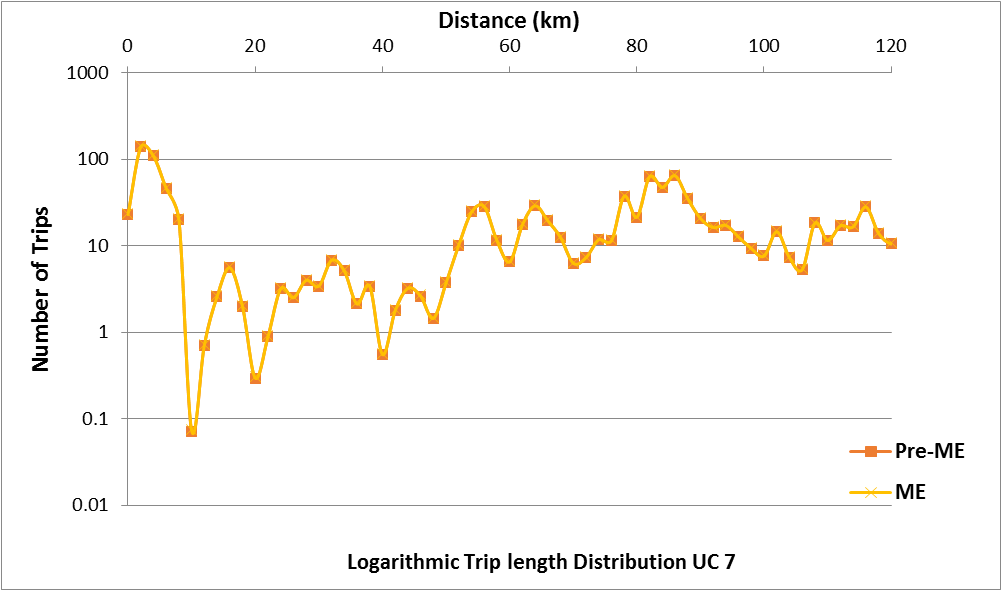 Distance (km)
0 20 40 60 80 100 120
1000
100
10
1
0.1
0.01
Number of Trips
Pre-ME
ME
Logarithmic Trip length Distribution UC 7